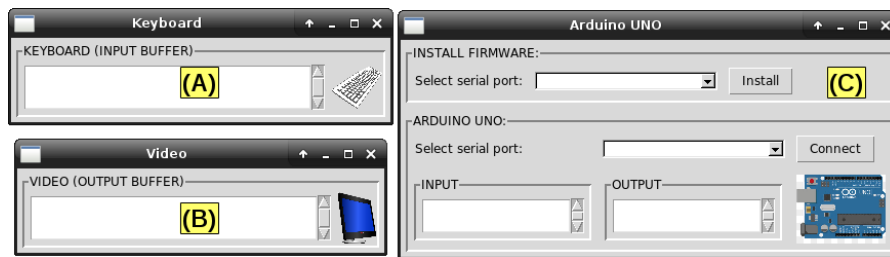 Keyboard
KEYBOARD (INPUT BUFFER)
(A)
Video
VIDEO (OUTPUT BUFFER)
(B)
Arduino UNO
INSTALL FIRMWARE:
Select serial port: Install
(C)
ARDUINO UNO:
Select serial port: Connect
INPUT OUTPUT